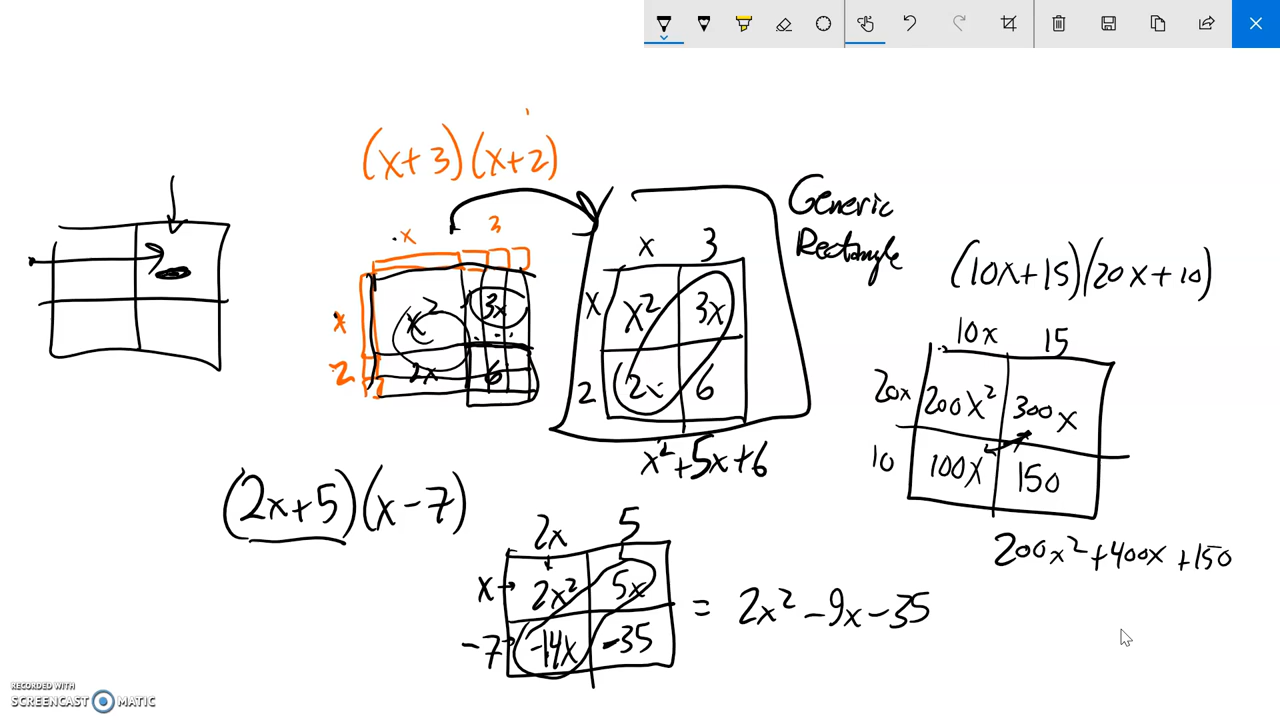 (x+3)(x+2)
x 3
x x² 3x
2 2x 6
x 3
x x² 3x
2 2x 6
x²+5x+6
Generic
Rectangle
(10x+15)(20x+10)
10x 15
20x 200x² 300x
10 100x 150
200x²+400x+150
(2x+5)(x-7)
2x 5
x 2x² 5x
-7 -14x -35
= 2x²-9x-35
RECORDED WITH
SCREENCAST MATIC